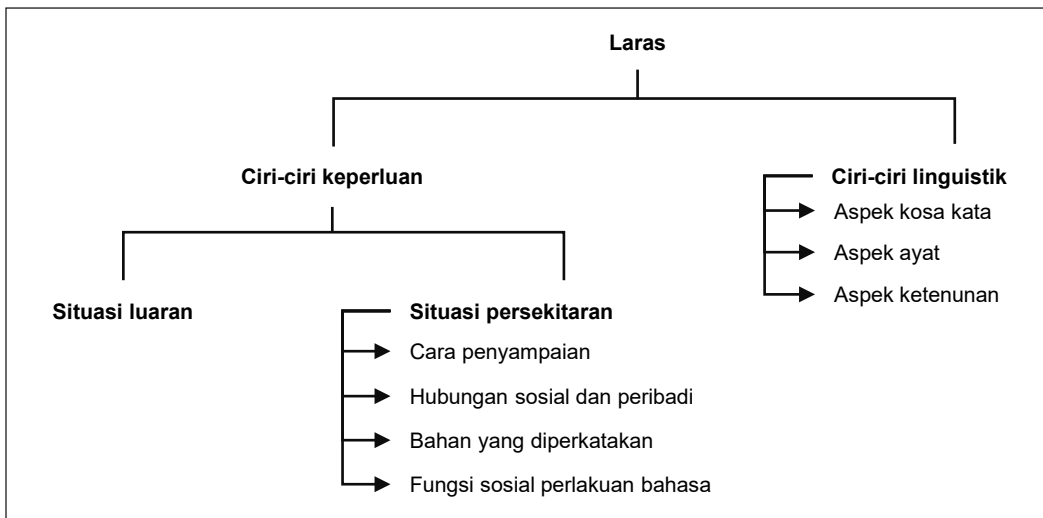 Laras
Ciri-ciri keperluan
Ciri-ciri linguistik
Aspek kosa kata
Aspek ayat
Aspek ketenunan
Situasi luaran
Situasi persekitaran
Cara penyampaian
Hubungan sosial dan peribadi
Bahan yang diperkatakan
Fungsi sosial perlakuan bahasa